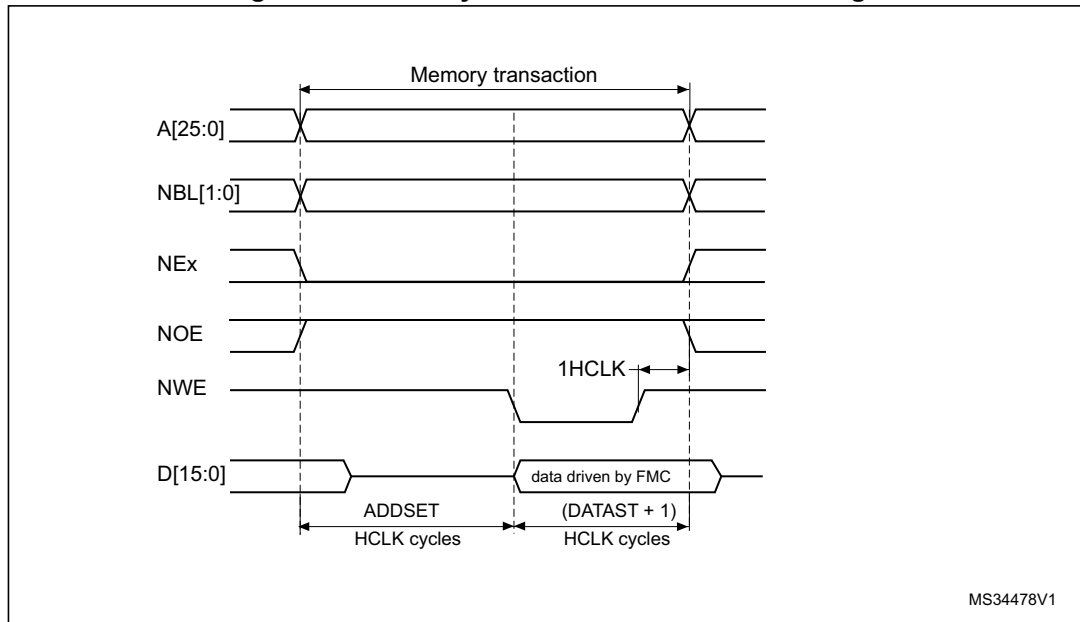 Memory transaction
A[25:0]
NBL[1:0]
NEx
NOE
1HCLK
NWE
D[15:0]
data driven by FMC
ADDSET
(DATAST + 1)
HCLK cycles
HCLK cycles
MS34478V1